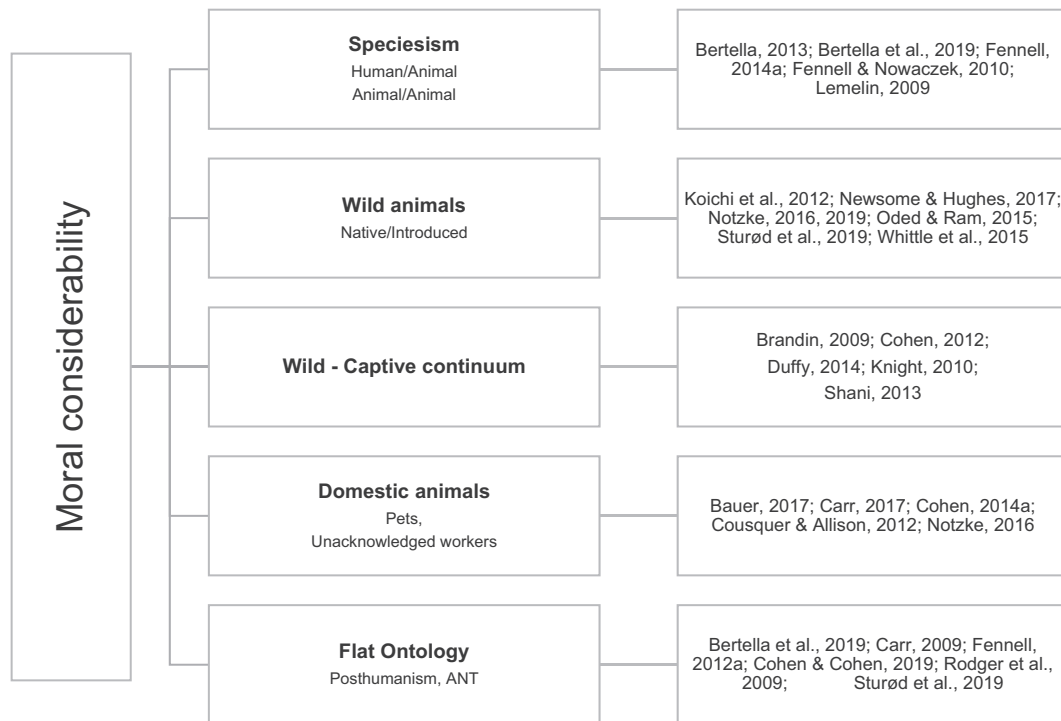 Moral considerability
Speciesism
Human/Animal
Animal/Animal
Bertella, 2013; Bertella et al., 2019; Fennell,
2014a; Fennell & Nowaczek, 2010;
Lemelin, 2009
Wild animals
Native/Introduced
Koichi et al., 2012; Newsome & Hughes, 2017;
Notzke, 2016, 2019; Oded & Ram, 2015;
Sturød et al., 2019; Whittle et al., 2015
Wild - Captive continuum
Brandin, 2009; Cohen, 2012;
Duffy, 2014; Knight, 2010;
Shani, 2013
Domestic animals
Pets,
Unacknowledged workers
Bauer, 2017; Carr, 2017; Cohen, 2014a;
Cousquer & Allison, 2012; Notzke, 2016
Flat Ontology
Posthumanism, ANT
Bertella et al., 2019; Carr, 2009; Fennell,
2012a; Cohen & Cohen, 2019; Rodger et al.,
2009; Sturød et al., 2019